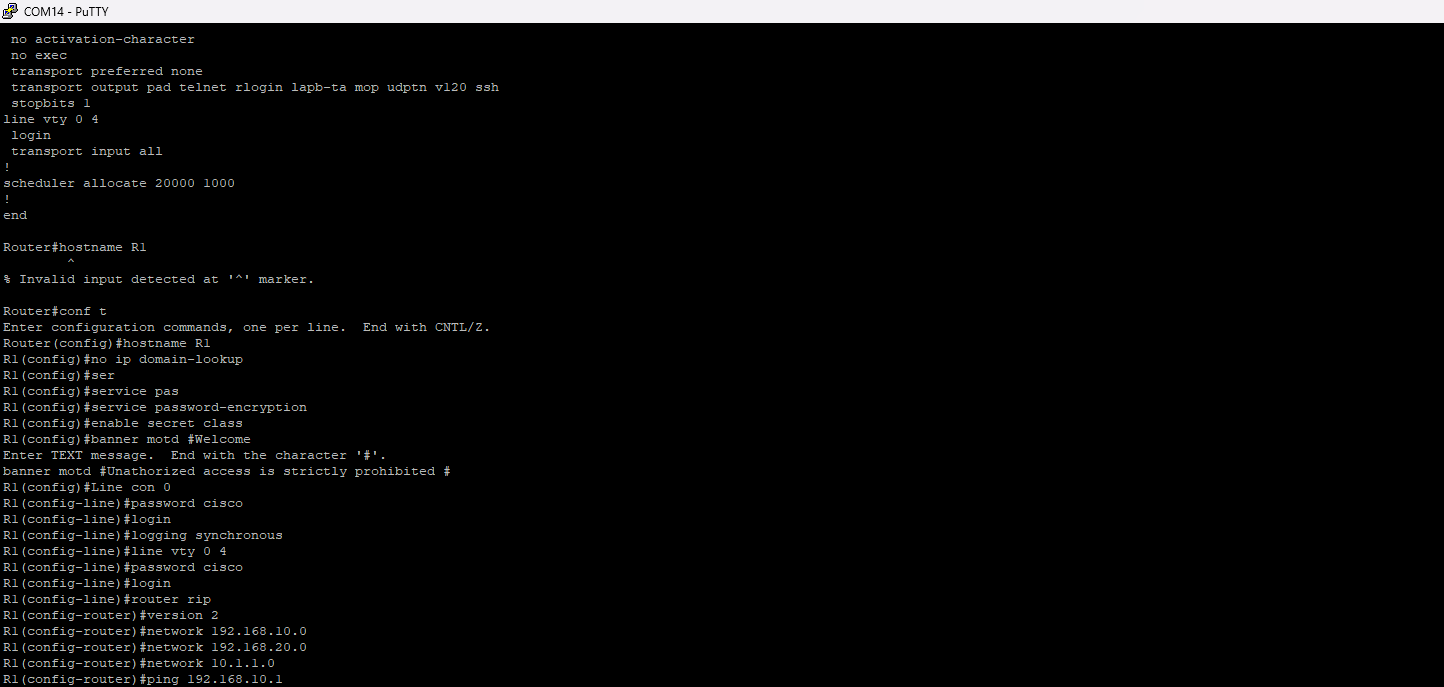 COM14 - PuTTY
no activation-character
no exec
transport preferred none
transport output pad telnet rlogin lapb-ta mop udptn v120 ssh
stopbits 1
line vty 0 4
login
transport input all
!
scheduler allocate 20000 1000
!
end
Router#hostname R1
^
% Invalid input detected at '^' marker.
Router#conf t
Enter configuration commands, one per line.  End with CNTL/Z.
Router(config)#hostname R1
R1(config)#no ip domain-lookup
R1(config)#ser
R1(config)#service pas
R1(config)#service password-encryption
R1(config)#enable secret class
R1(config)#banner motd #Welcome
Enter TEXT message.  End with the character '#'.
banner motd #Unathorized access is strictly prohibited #
R1(config)#Line con 0
R1(config-line)#password cisco
R1(config-line)#login
R1(config-line)#logging synchronous
R1(config-line)#line vty 0 4
R1(config-line)#password cisco
R1(config-line)#login
R1(config-line)#router rip
R1(config-router)#version 2
R1(config-router)#network 192.168.10.0
R1(config-router)#network 192.168.20.0
R1(config-router)#network 10.1.1.0
R1(config-router)#ping 192.168.10.1